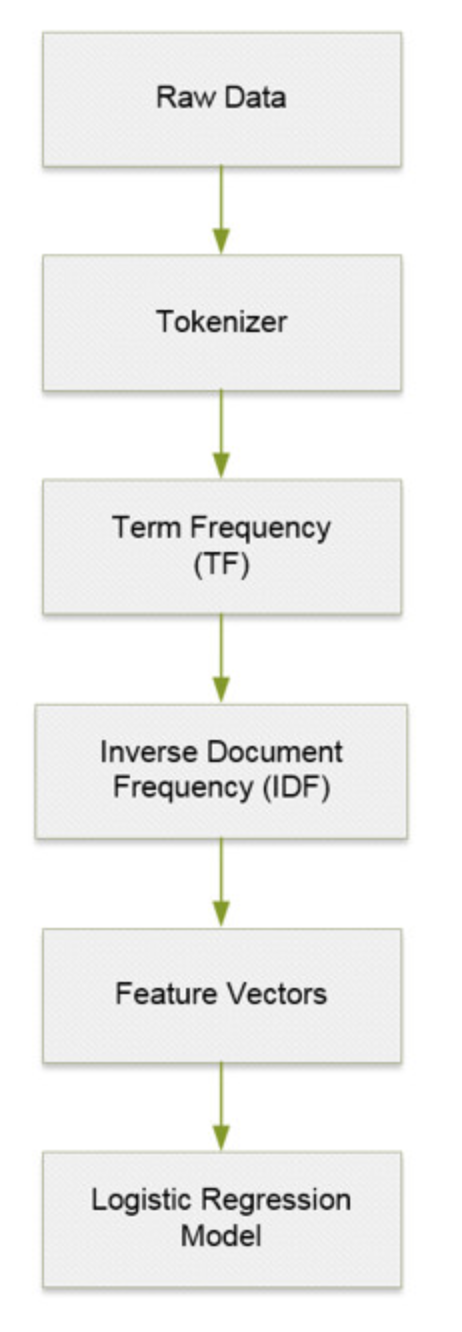 Raw Data
Tokenizer
Term Frequency
(TF)
Inverse Document
Frequency (IDF)
Feature Vectors
Logistic Regression
Model